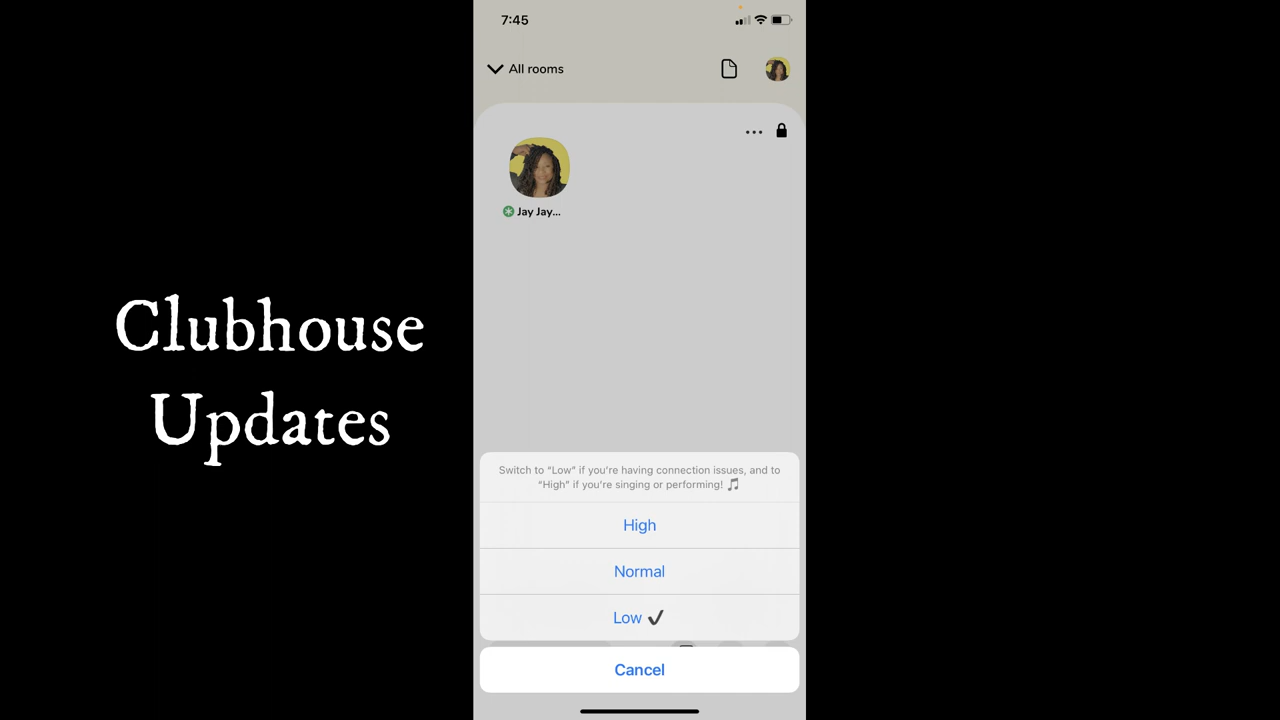 7:45
All rooms
Jay Jay...
Clubhouse
Updates
Switch to “Low” if you’re having connection issues, and to
“High” if you’re singing or performing! 🎵
High
Normal
Low ✓
Cancel